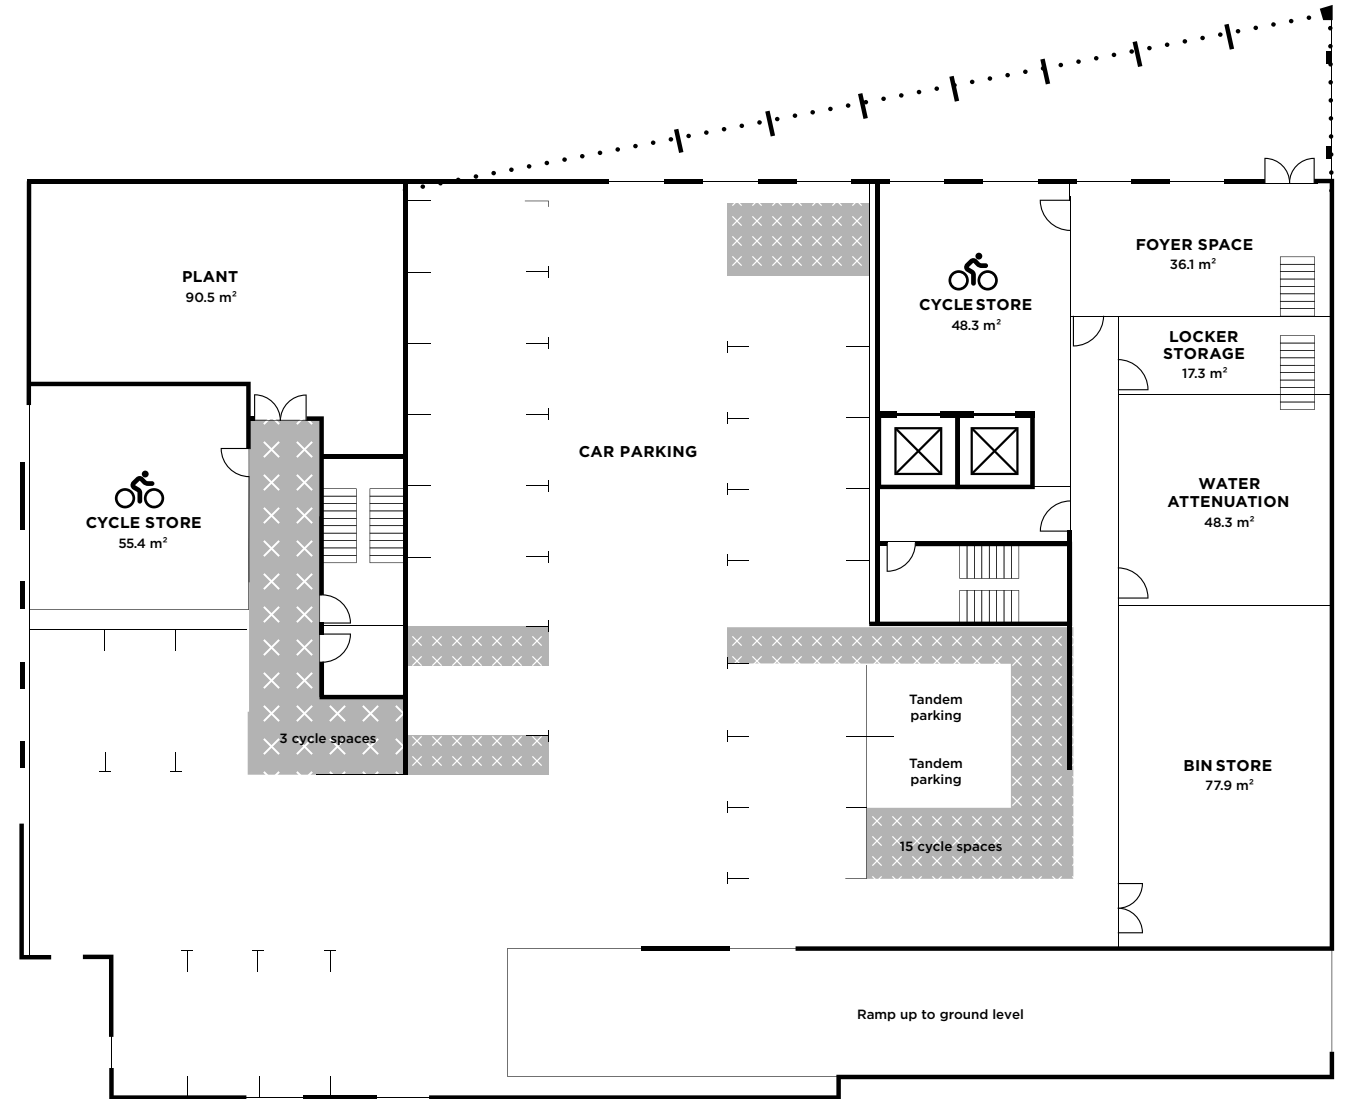 FOYER SPACE
36.1 m²
PLANT
90.5 m²
CYCLE STORE
48.3 m²
LOCKER
STORAGE
17.3 m²
CAR PARKING
WATER
ATTENUATION
48.3 m²
CYCLE STORE
55.4 m²
Tandem
parking
3 cycle spaces
Tandem
parking
BIN STORE
77.9 m²
15 cycle spaces
Ramp up to ground level